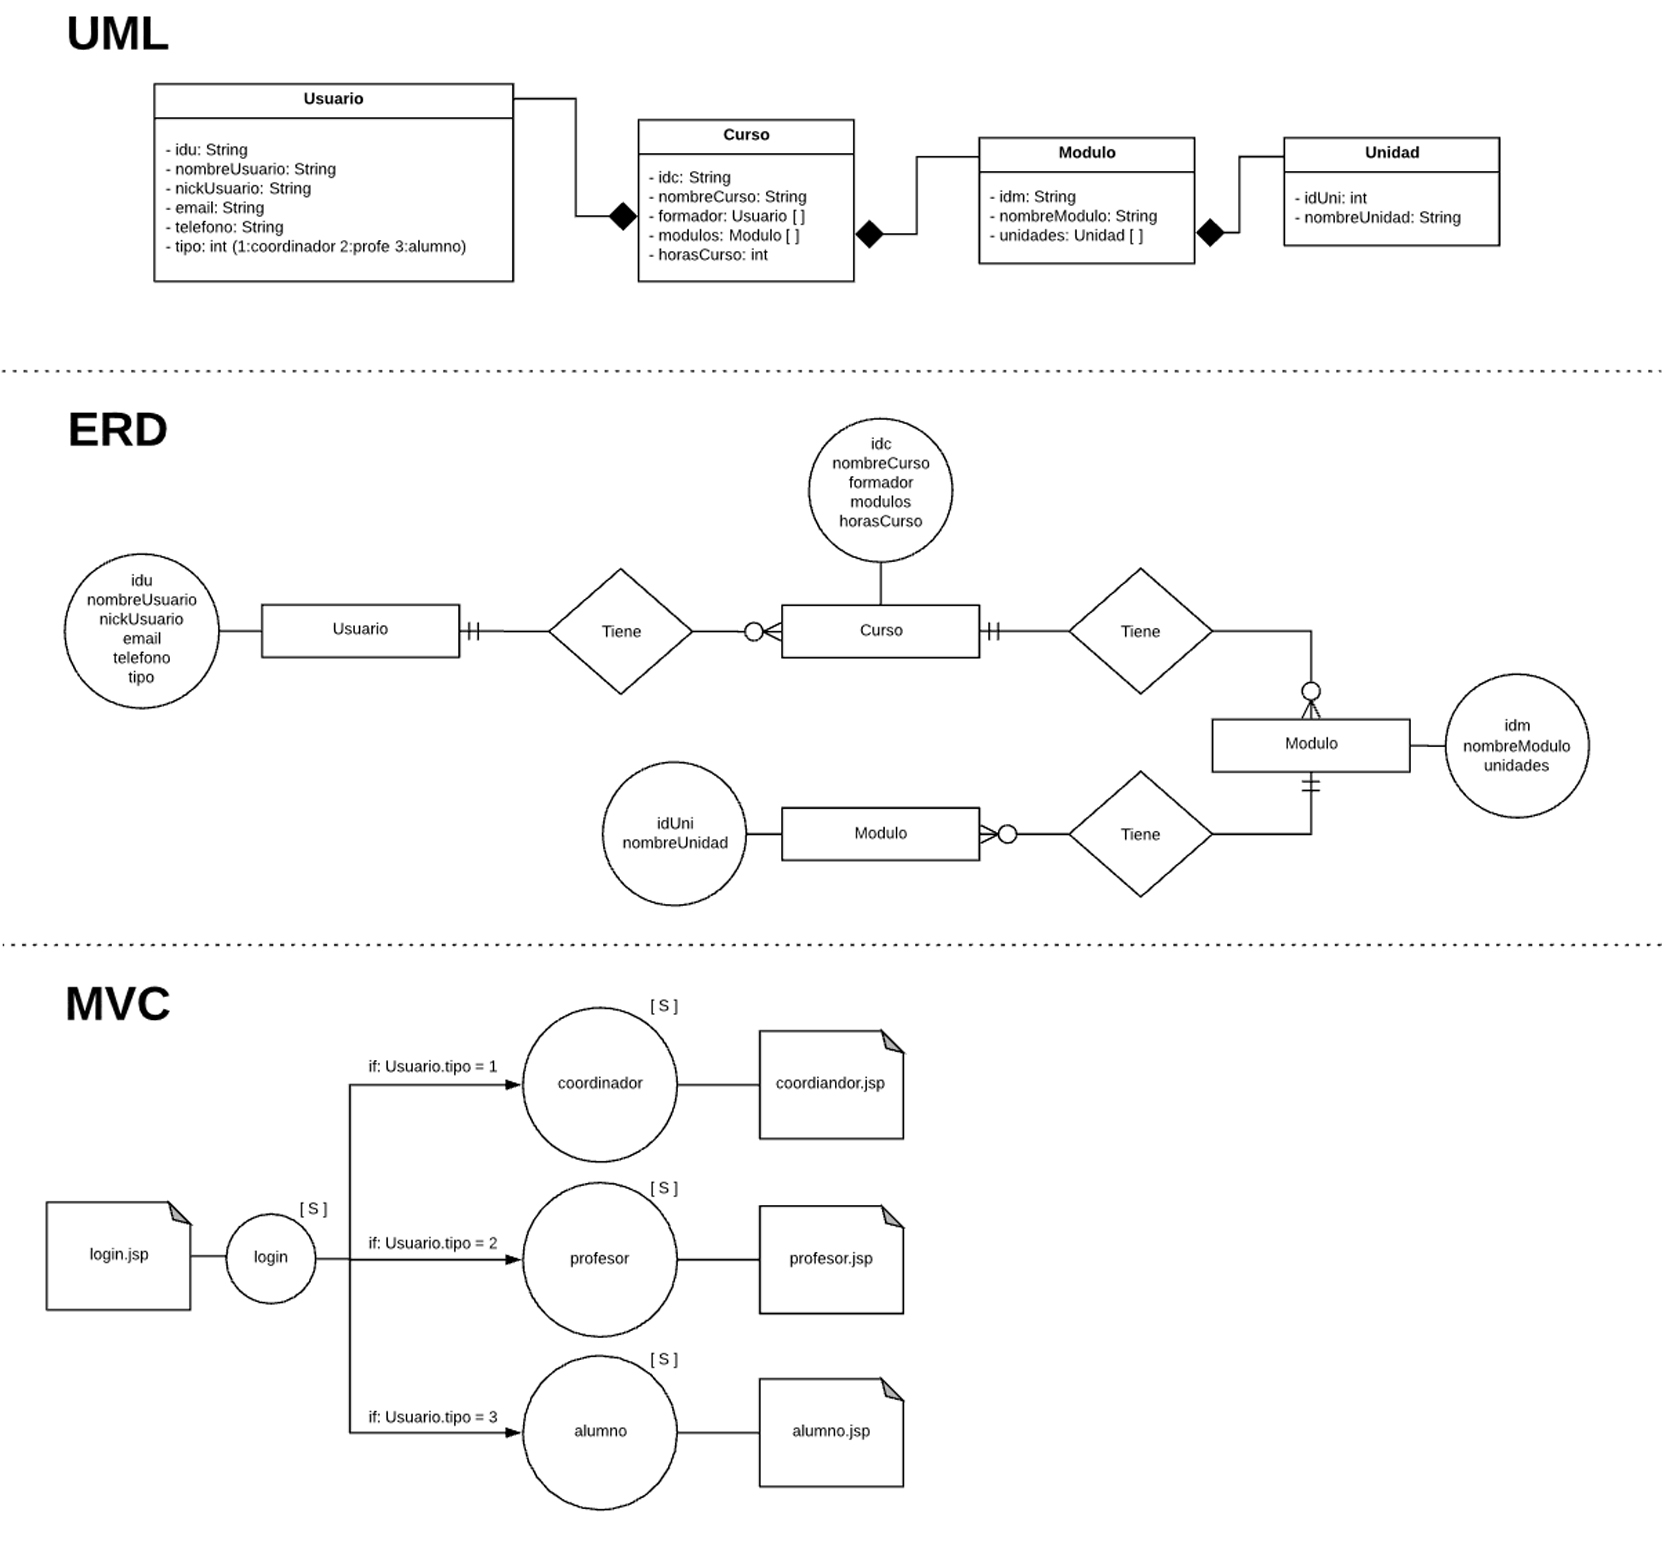 UML
Usuario
- idu: String
- nombreUsuario: String
- nickUsuario: String
- email: String
- telefono: String
- tipo: int (1:coordinador 2:profe 3:alumno)
Curso
- idc: String
- nombreCurso: String
- formador: Usuario [ ]
- modulos: Modulo [ ]
- horasCurso: int
Modulo
- idm: String
- nombreModulo: String
- unidades: Unidad [ ]
Unidad
- idUni: int
- nombreUnidad: String
ERD
idc
nombreCurso
formador
modulos
horasCurso
idu
nombreUsuario
nickUsuario
email
telefono
tipo
Usuario
Tiene
Curso
Tiene
Modulo
idm
nombreModulo
unidades
idUni
nombreUnidad
Modulo
Tiene
MVC
[ S ]
if: Usuario.tipo = 1
coordinador
coordiandor.jsp
login.jsp
[ S ]
login
[ S ]
if: Usuario.tipo = 2
profesor
profesor.jsp
[ S ]
if: Usuario.tipo = 3
alumno
alumno.jsp